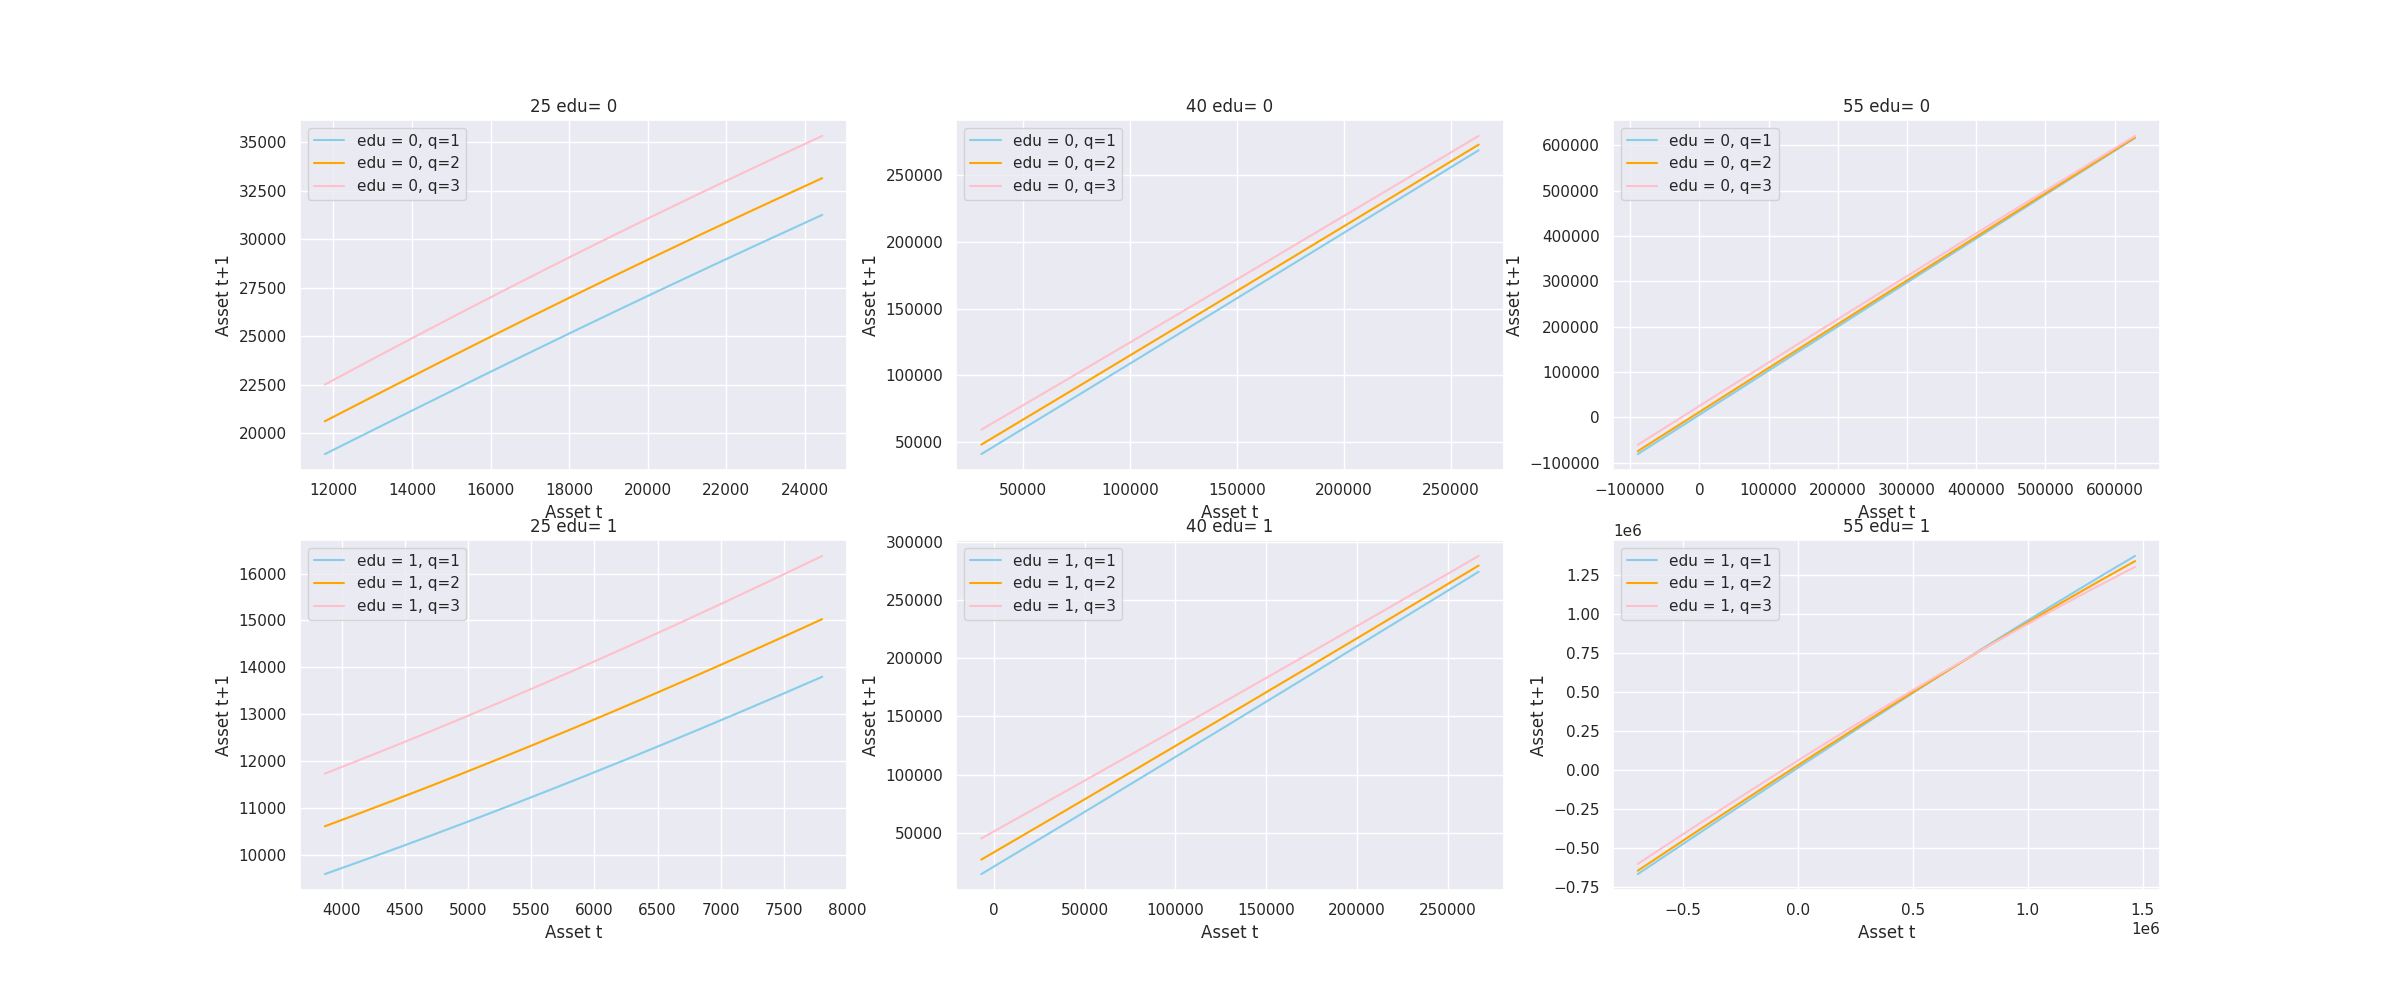 25 edu= 0
edu = 0, q=1
edu = 0, q=2
edu = 0, q=3
35000
32500
30000
27500
25000
22500
20000
Asset t+1
12000 14000 16000 18000 20000 22000 24000
Asset t
40 edu= 0
edu = 0, q=1
edu = 0, q=2
edu = 0, q=3
250000
200000
150000
100000
50000
Asset t+1
50000 100000 150000 200000 250000
Asset t
55 edu= 0
edu = 0, q=1
edu = 0, q=2
edu = 0, q=3
600000
500000
400000
300000
200000
100000
0
−100000
Asset t+1
−100000 0 100000 200000 300000 400000 500000 600000
Asset t
25 edu= 1
edu = 1, q=1
edu = 1, q=2
edu = 1, q=3
16000
15000
14000
13000
12000
11000
10000
Asset t+1
4000 4500 5000 5500 6000 6500 7000 7500 8000
Asset t
40 edu= 1
edu = 1, q=1
edu = 1, q=2
edu = 1, q=3
300000
250000
200000
150000
100000
50000
Asset t+1
0 50000 100000 150000 200000 250000
Asset t
55 edu= 1
1e6
edu = 1, q=1
edu = 1, q=2
edu = 1, q=3
1.25
1.00
0.75
0.50
0.25
0.00
−0.25
−0.50
−0.75
Asset t+1
−0.5 0.0 0.5 1.0 1.5
1e6
Asset t